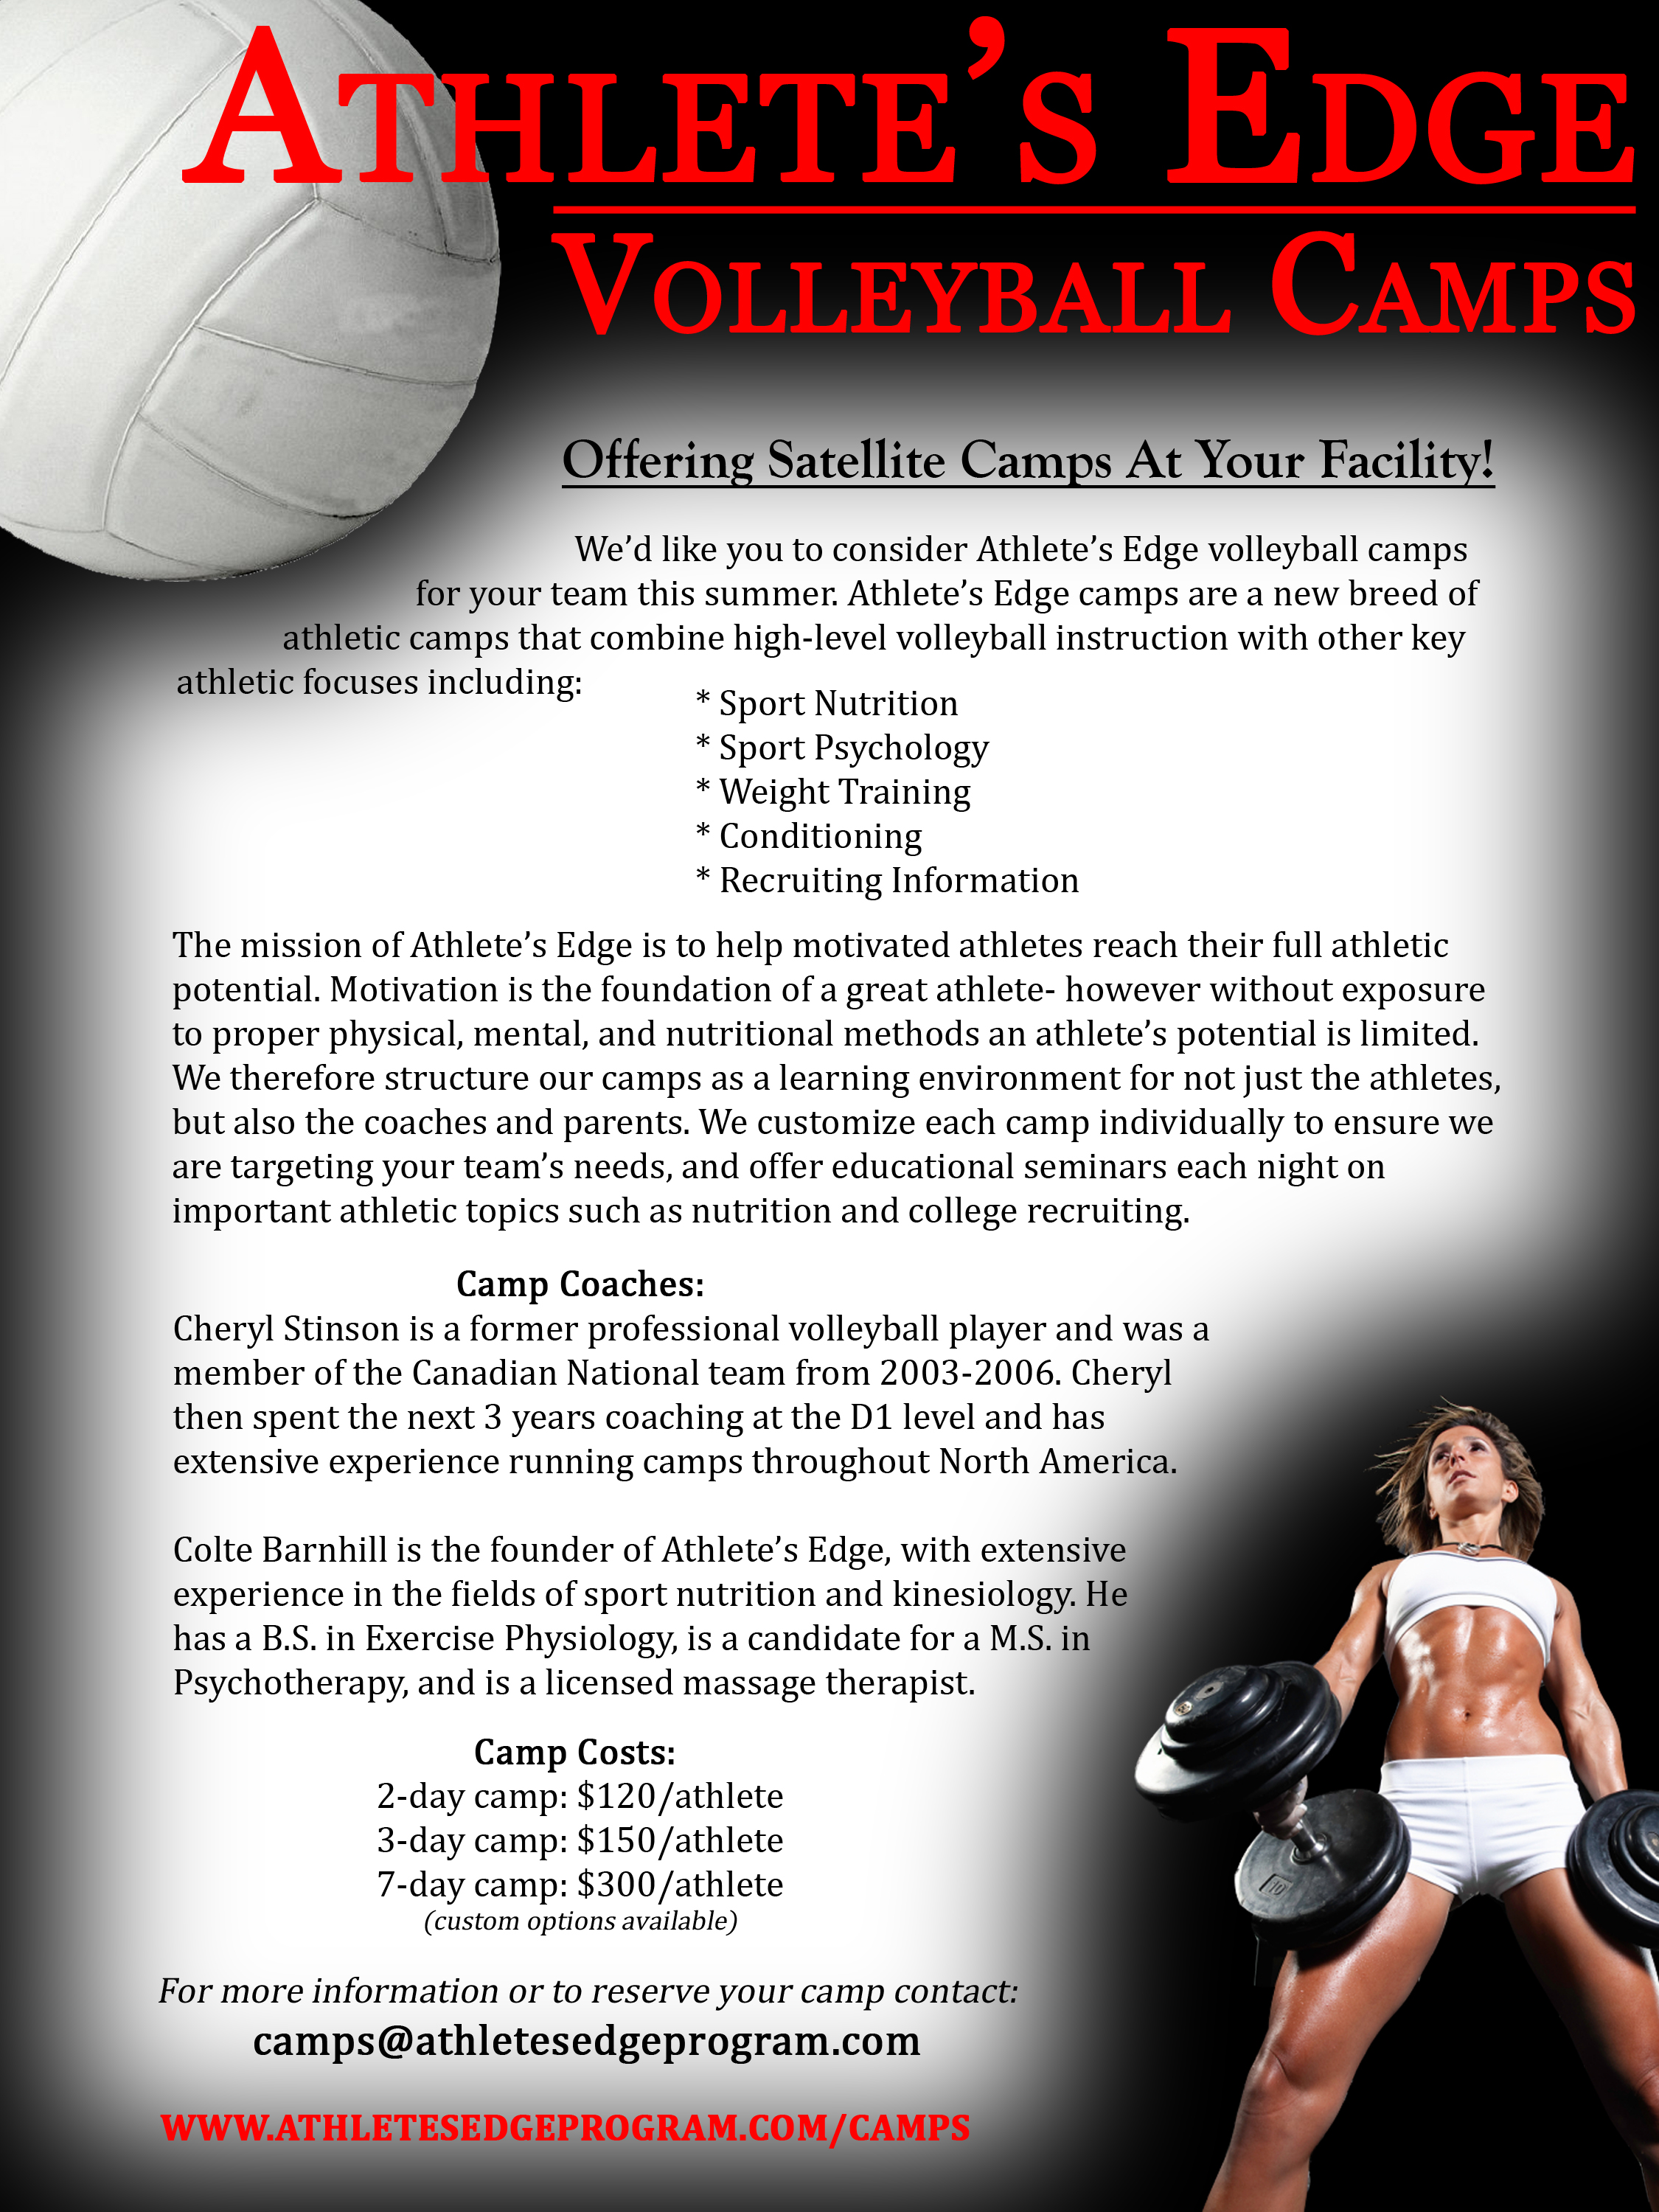 ATHLETE'S EDGE
VOLLEYBALL CAMPS
Offering Satellite Camps At Your Facility!
We'd like you to consider Athlete's Edge volleyball camps
for your team this summer. Athlete's Edge camps are a new breed of
athletic camps that combine high-level volleyball instruction with other key
athletic focuses including:
* Sport Nutrition
* Sport Psychology
* Weight Training
* Conditioning
* Recruiting Information
The mission of Athlete's Edge is to help motivated athletes reach their full athletic
potential. Motivation is the foundation of a great athlete- however without exposure
to proper physical, mental, and nutritional methods an athlete's potential is limited.
We therefore structure our camps as a learning environment for not just the athletes,
but also the coaches and parents. We customize each camp individually to ensure we
are targeting your team's needs, and offer educational seminars each night on
important athletic topics such as nutrition and college recruiting.
Camp Coaches:
Cheryl Stinson is a former professional volleyball player and was a
member of the Canadian National team from 2003-2006. Cheryl
then spent the next 3 years coaching at the D1 level and has
extensive experience running camps throughout North America.
Colte Barnhill is the founder of Athlete's Edge, with extensive
experience in the fields of sport nutrition and kinesiology. He
has a B.S. in Exercise Physiology, is a candidate for a M.S. in
Psychotherapy, and is a licensed massage therapist.
Camp Costs:
2-day camp: $120/athlete
3-day camp: $150/athlete
7-day camp: $300/athlete
(custom options available)
For more information or to reserve your camp contact:
camps@athletesedgeprogram.com
WWW.ATHLETESEDGEPROGRAM.COM/CAMPS
10